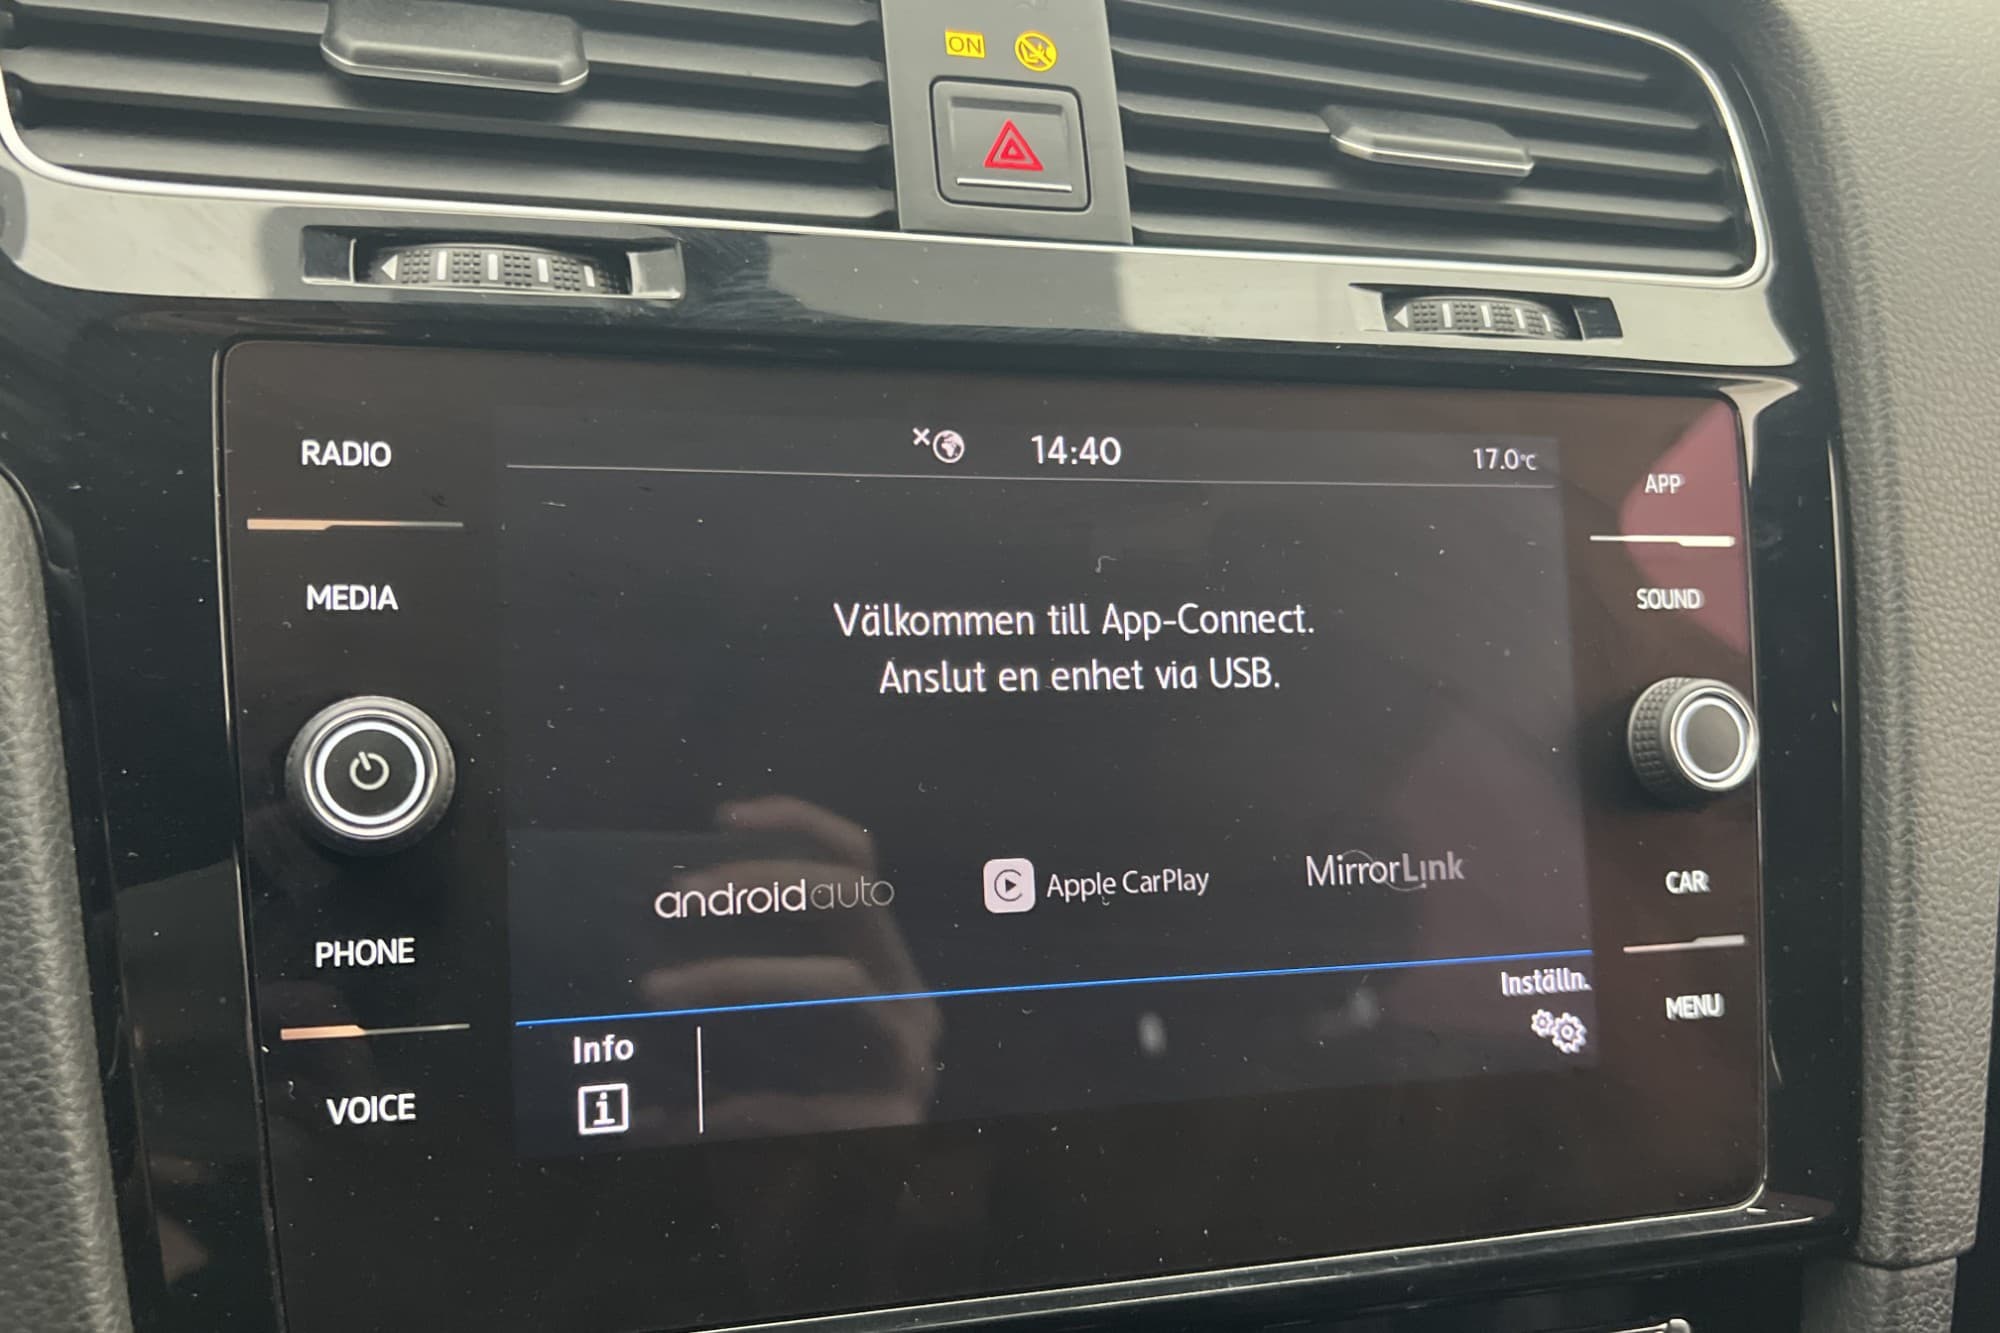 ON
RADIO
14:40
17.0°C
APP
MEDIA
SOUND
Välkommen till App-Connect.
Anslut en enhet via USB.
androidauto
Apple CarPlay
MirrorLink
CAR
PHONE
Inställn.
MENU
Info
i
VOICE